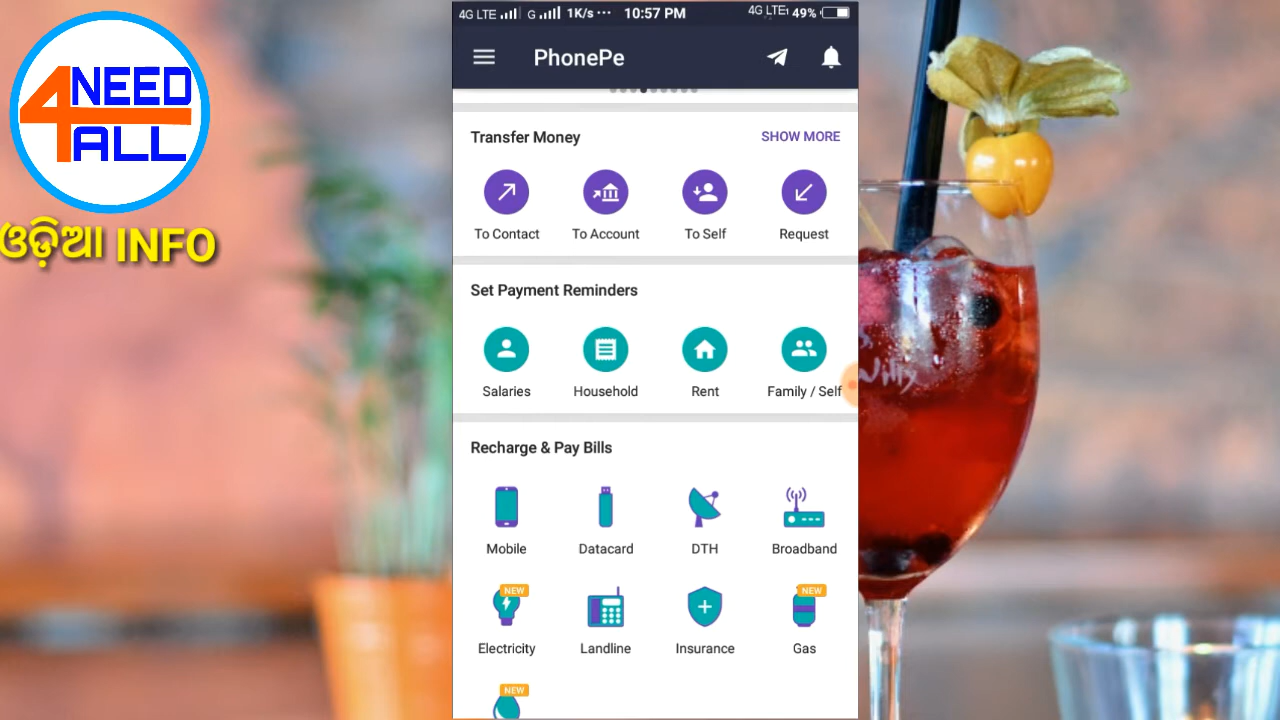 4G LTE G 1K/s ··· 10:57 PM 4G LTE 49%
PhonePe
4 NEED
ALL
ଓଡ଼ିଆ INFO
Transfer Money SHOW MORE
To Contact To Account To Self Request
Set Payment Reminders
Salaries Household Rent Family / Self
Recharge & Pay Bills
Mobile Datacard DTH Broadband
NEW NEW
Electricity Landline Insurance Gas
NEW